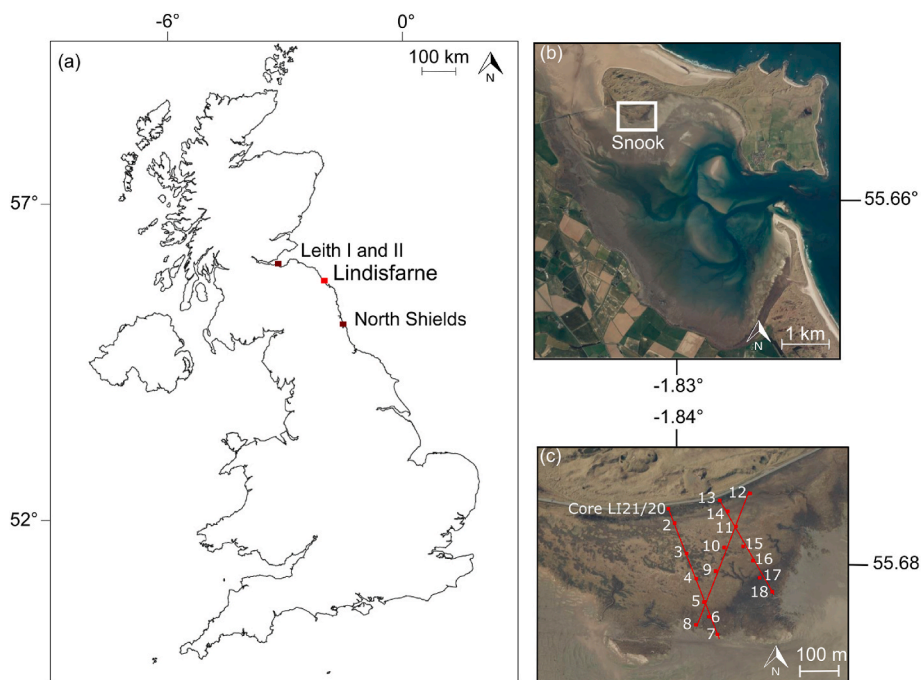 -6°
0°
(a)
100 km
N
57°
Leith I and II
Lindisfarne
North Shields
52°
(b)
Snook
55.66°
N
1 km
-1.83°
-1.84°
(c)
Core LI21/20
13
12
2
14
11
3
10
15
16
4
9
17
18
5
6
8
7
55.68
N
100 m